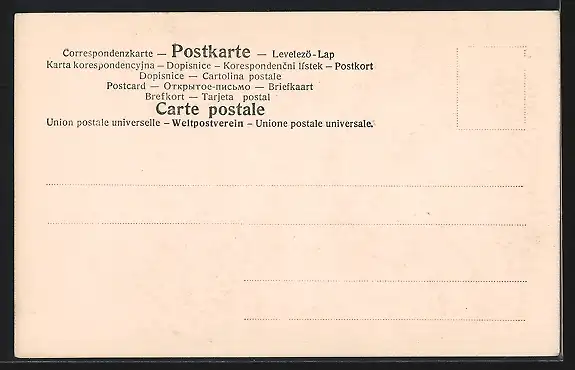 Correspondenzkarte — Postkarte — Levelező-Lap
Karta korespondencyjna — Dopisnice — Korespondenční lístek — Postkort
Dopisnice — Cartolina postale
Postcard — Открытое-письмо — Briefkaart
Brefkort — Tarjeta postal
Carte postale
Union postale universelle — Weltpostverein — Unione postale universale.